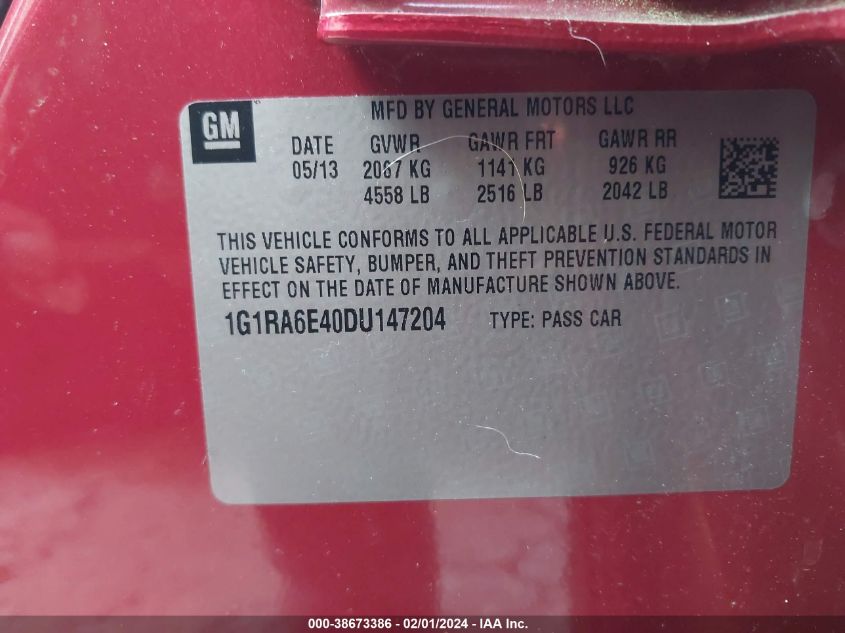 GM
MFD BY GENERAL MOTORS LLC
DATE GVWR GAWR FRT GAWR RR
05/13 2067 KG 1141 KG 926 KG
4558 LB 2516 LB 2042 LB
THIS VEHICLE CONFORMS TO ALL APPLICABLE U.S. FEDERAL MOTOR
VEHICLE SAFETY, BUMPER, AND THEFT PREVENTION STANDARDS IN
EFFECT ON THE DATE OF MANUFACTURE SHOWN ABOVE.
1G1RA6E40DU147204 TYPE: PASS CAR
000-38673386 - 02/01/2024 - IAA Inc.